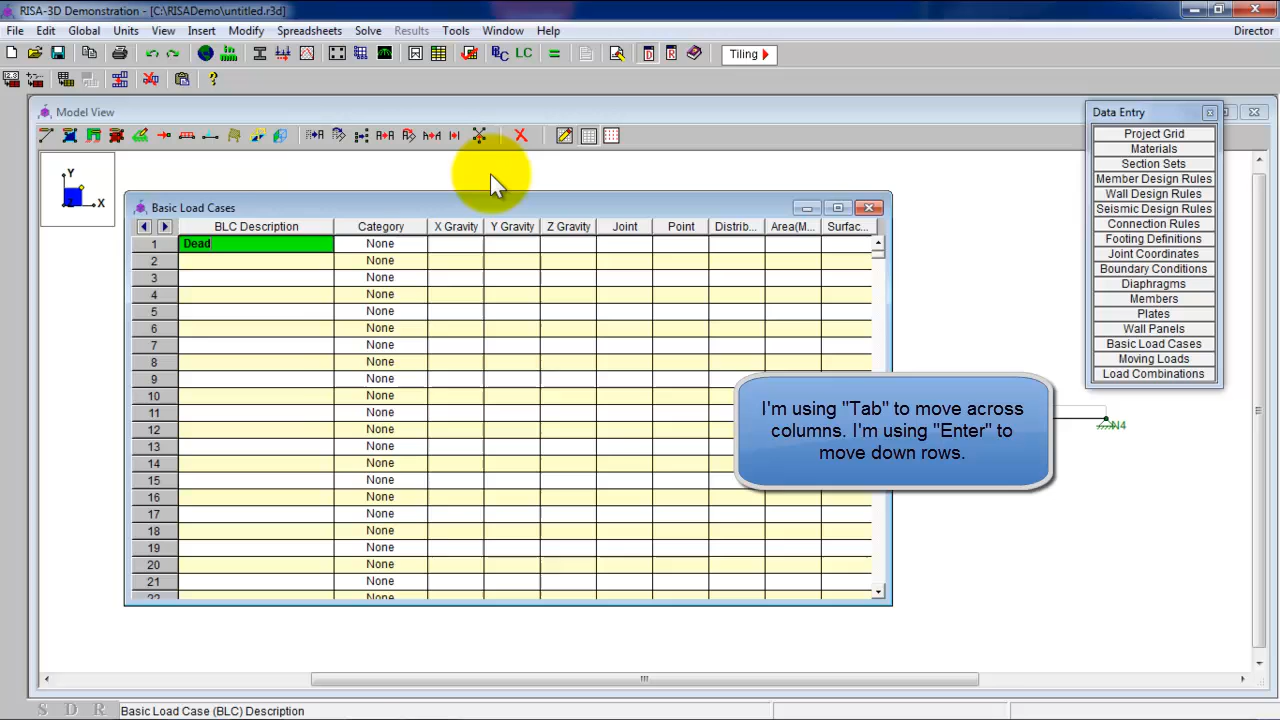 RISA-3D Demonstration - [C:\RISADemo\untitled.r3d]
File Edit Global Units View Insert Modify Spreadsheets Solve Results Tools Window Help Director
LC D R Tiling
Model View
Data Entry
Project Grid
Materials
Section Sets
Member Design Rules
Wall Design Rules
Seismic Design Rules
Connection Rules
Footing Definitions
Joint Coordinates
Boundary Conditions
Diaphragms
Members
Plates
Wall Panels
Basic Load Cases
Moving Loads
Load Combinations
Y
X
Basic Load Cases
BLC Description Category X Gravity Y Gravity Z Gravity Joint Point Distrib... Area(M... Surfac...
1 Dead None
2 None
3 None
4 None
5 None
6 None
7 None
8 None
9 None
10 None
11 None
12 None
13 None
14 None
15 None
16 None
17 None
18 None
19 None
20 None
21 None
22 None
I'm using "Tab" to move across
columns. I'm using "Enter" to
move down rows.
N4
S D R Basic Load Case (BLC) Description